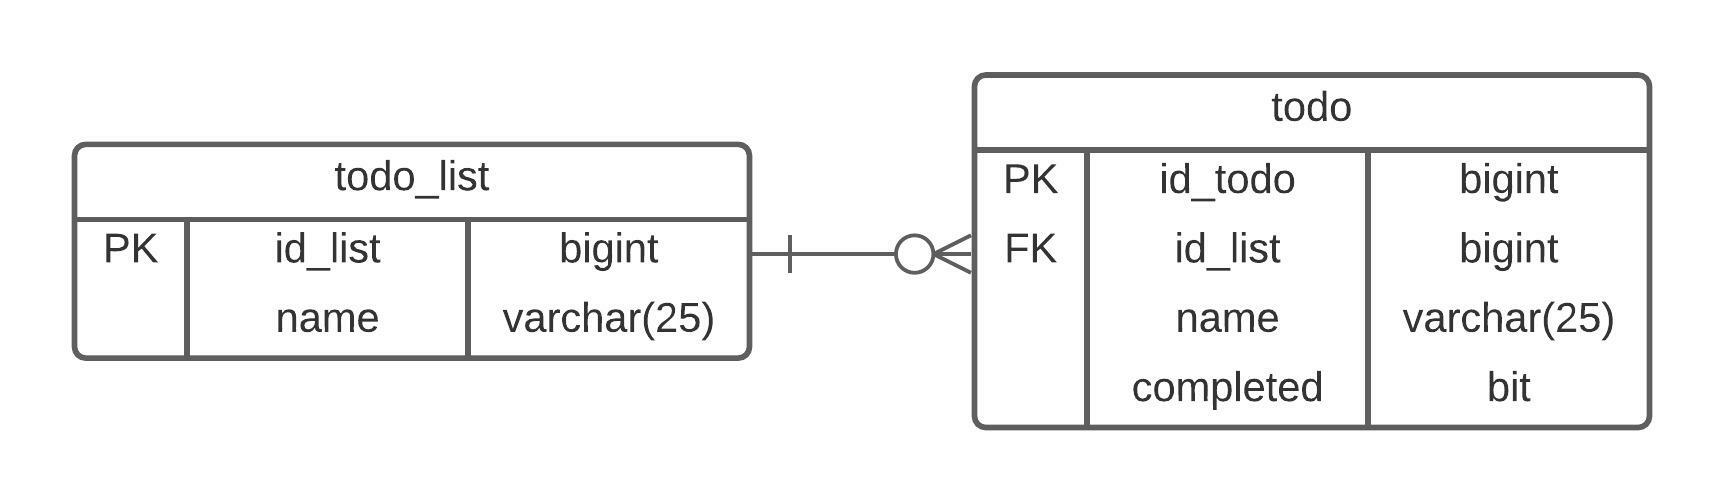 todo_list
PK id_list bigint
name varchar(25)
todo
PK id_todo bigint
FK id_list bigint
name varchar(25)
completed bit